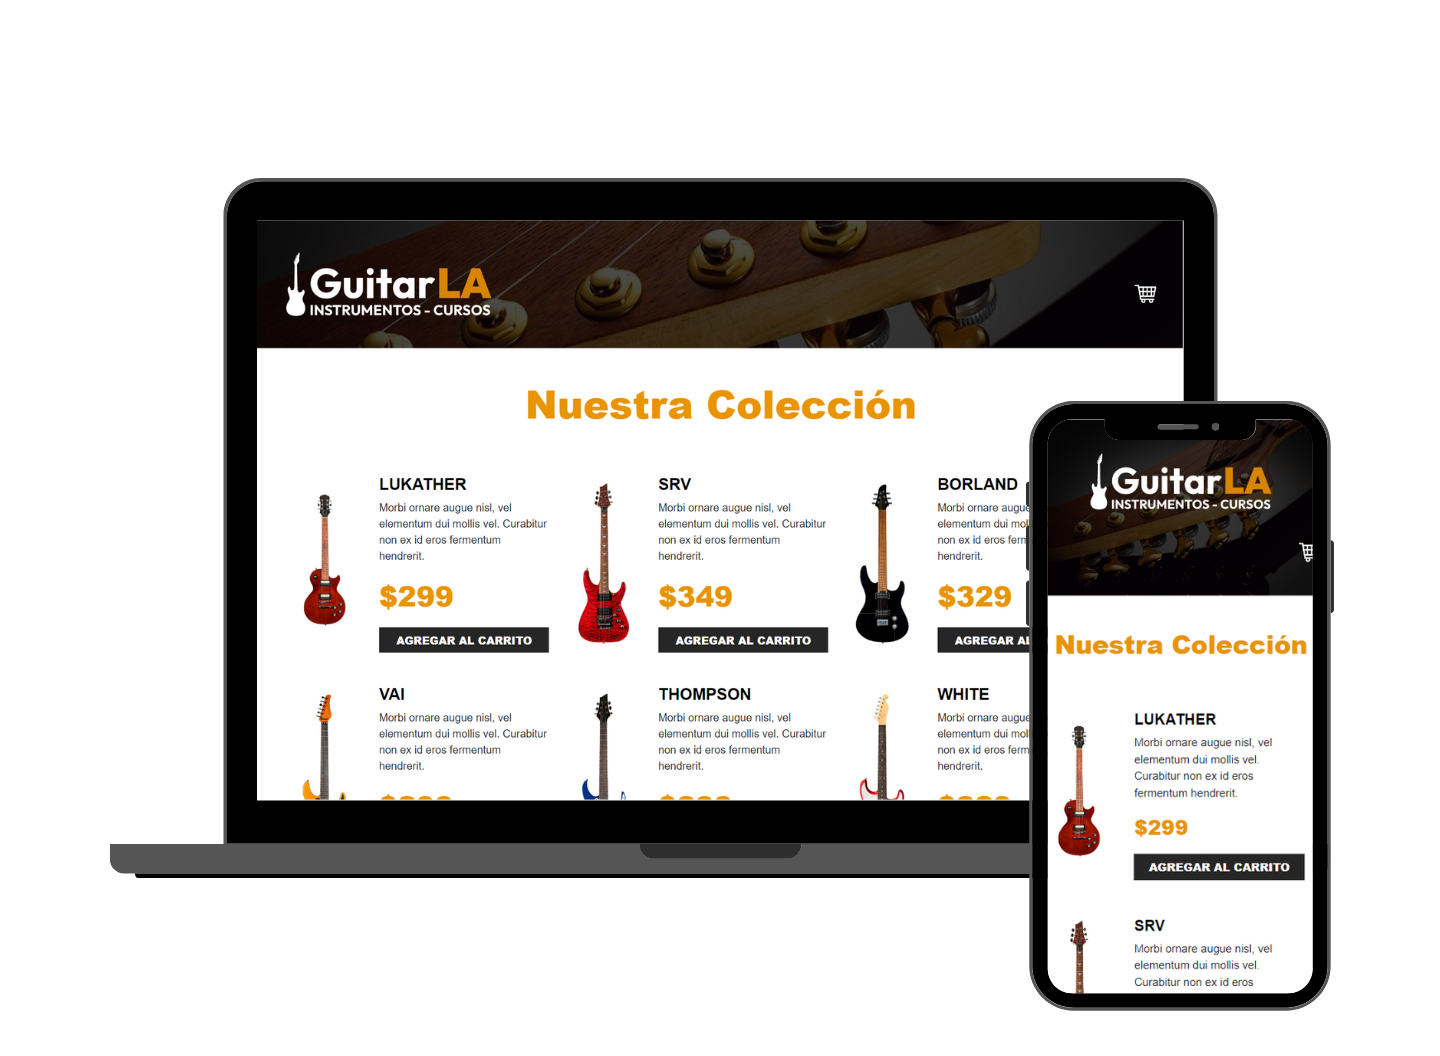 GuitarLA
INSTRUMENTOS - CURSOS
Nuestra Colección
LUKATHER
Morbi ornare augue nisl, vel
elementum dui mollis vel. Curabitur
non ex id eros fermentum
hendrerit.
$299
AGREGAR AL CARRITO
SRV
Morbi ornare augue nisl, vel
elementum dui mollis vel. Curabitur
non ex id eros fermentum
hendrerit.
$349
AGREGAR AL CARRITO
BORLAND
Morbi ornare augue
elementum dui mol
non ex id eros ferm
hendrerit.
$329
AGREGAR AL
VAI
Morbi ornare augue nisl, vel
elementum dui mollis vel. Curabitur
non ex id eros fermentum
hendrerit.
THOMPSON
Morbi ornare augue nisl, vel
elementum dui mollis vel. Curabitur
non ex id eros fermentum
hendrerit.
WHITE
Morbi ornare augue
elementum dui mol
non ex id eros ferm
hendrerit.
GuitarLA
INSTRUMENTOS - CURSOS
Nuestra Colección
LUKATHER
Morbi ornare augue nisl, vel
elementum dui mollis vel.
Curabitur non ex id eros
fermentum hendrerit.
$299
AGREGAR AL CARRITO
SRV
Morbi ornare augue nisl, vel
elementum dui mollis vel.
Curabitur non ex id eros